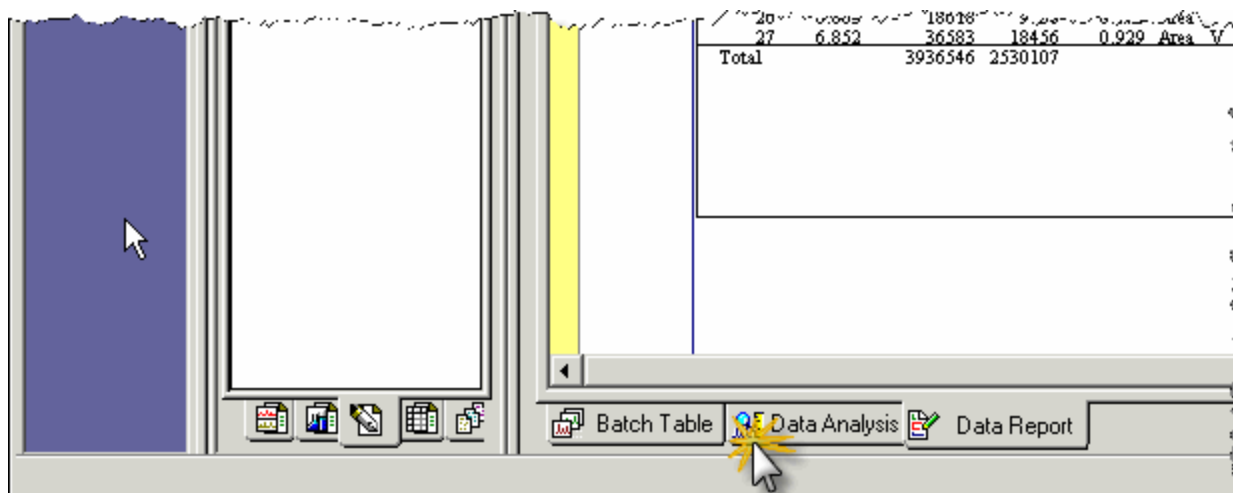 27 6.852 36583 18456 0.929 Area V
Total 3936546 2530107
Batch Table Data Analysis Data Report